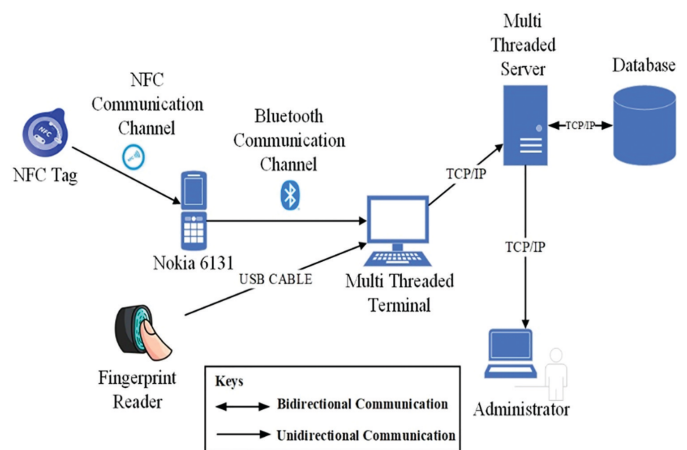 Multi
Threaded
Server
Database
NFC
Communication
Channel
Bluetooth
Communication
Channel
NFC
NFC Tag
TCP/IP
TCP/IP
Nokia 6131
USB CABLE
Multi Threaded
Terminal
TCP/IP
Fingerprint
Reader
Administrator
Keys
Bidirectional Communication
Unidirectional Communication